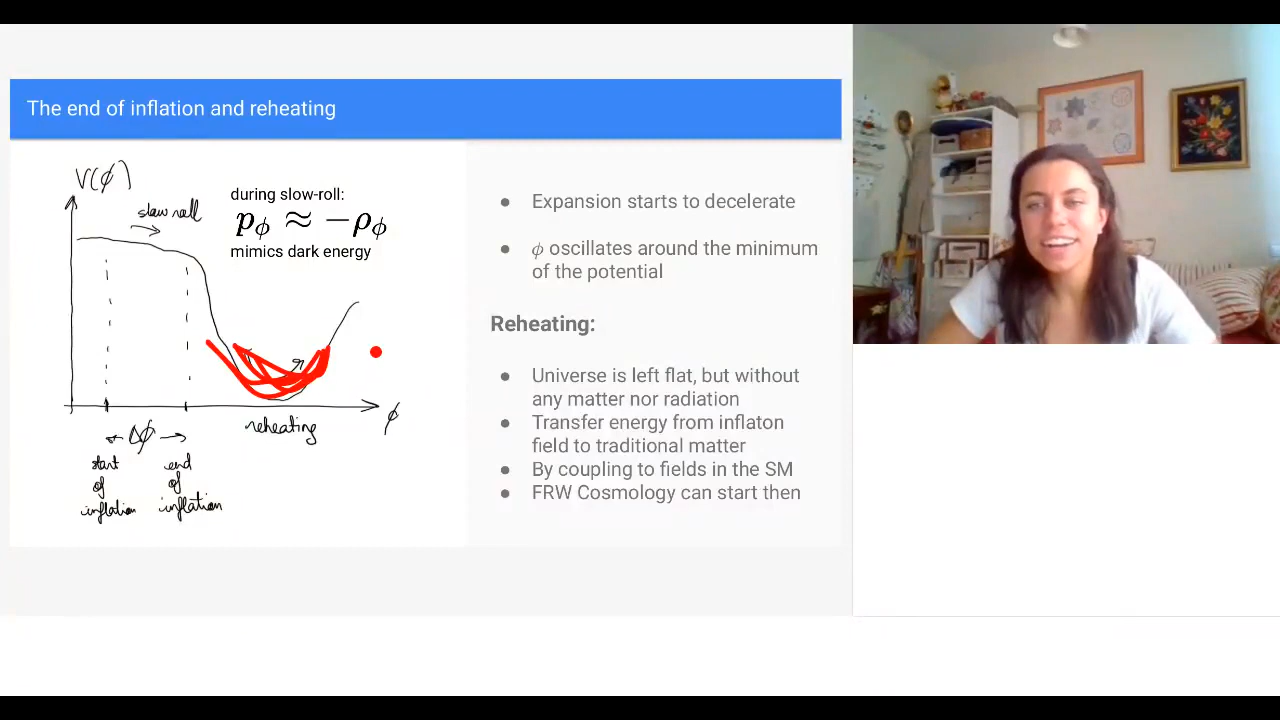 The end of inflation and reheating
V(φ)
slow roll
during slow-roll:
pφ ≈ −ρφ
mimics dark energy
φ
reheating
Δφ
start
of
inflation
end
of
inflation
● Expansion starts to decelerate
● φ oscillates around the minimum
of the potential
Reheating:
● Universe is left flat, but without
any matter nor radiation
● Transfer energy from inflaton
field to traditional matter
● By coupling to fields in the SM
● FRW Cosmology can start then